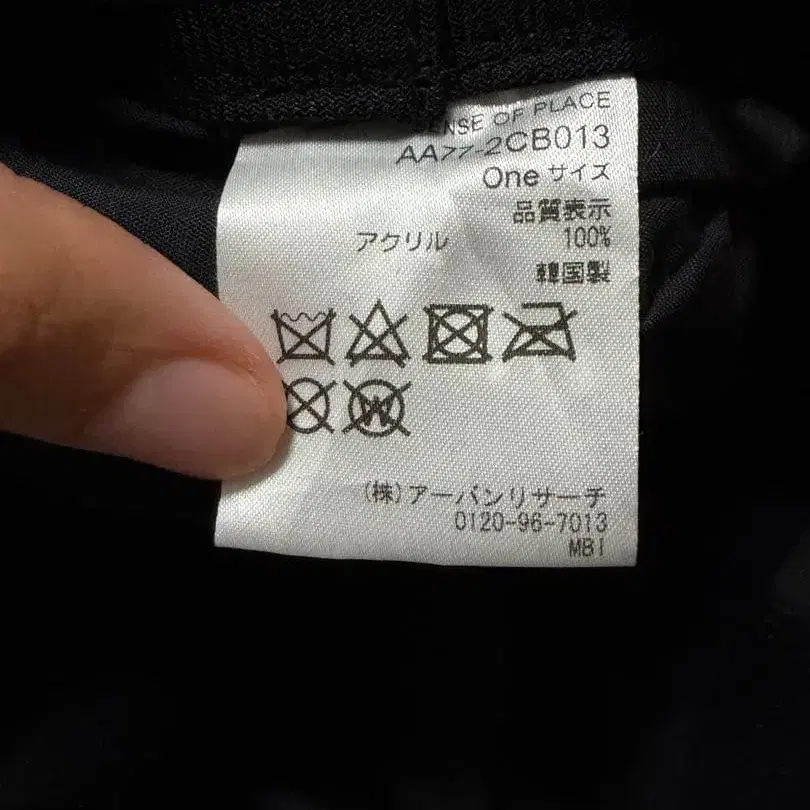 SENSE OF PLACE
AA77-2CB013
One サイズ
品質表示
アクリル 100%
韓国製
W
(株)アーバンリサーチ
0120-96-7013
MBI